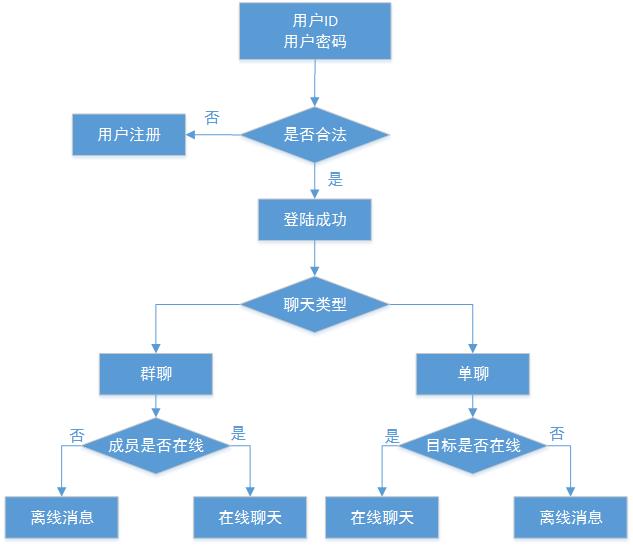 用户ID
用户密码
否
用户注册
是否合法
是
登陆成功
聊天类型
群聊
单聊
否
成员是否在线
是
是
目标是否在线
否
离线消息
在线聊天
在线聊天
离线消息